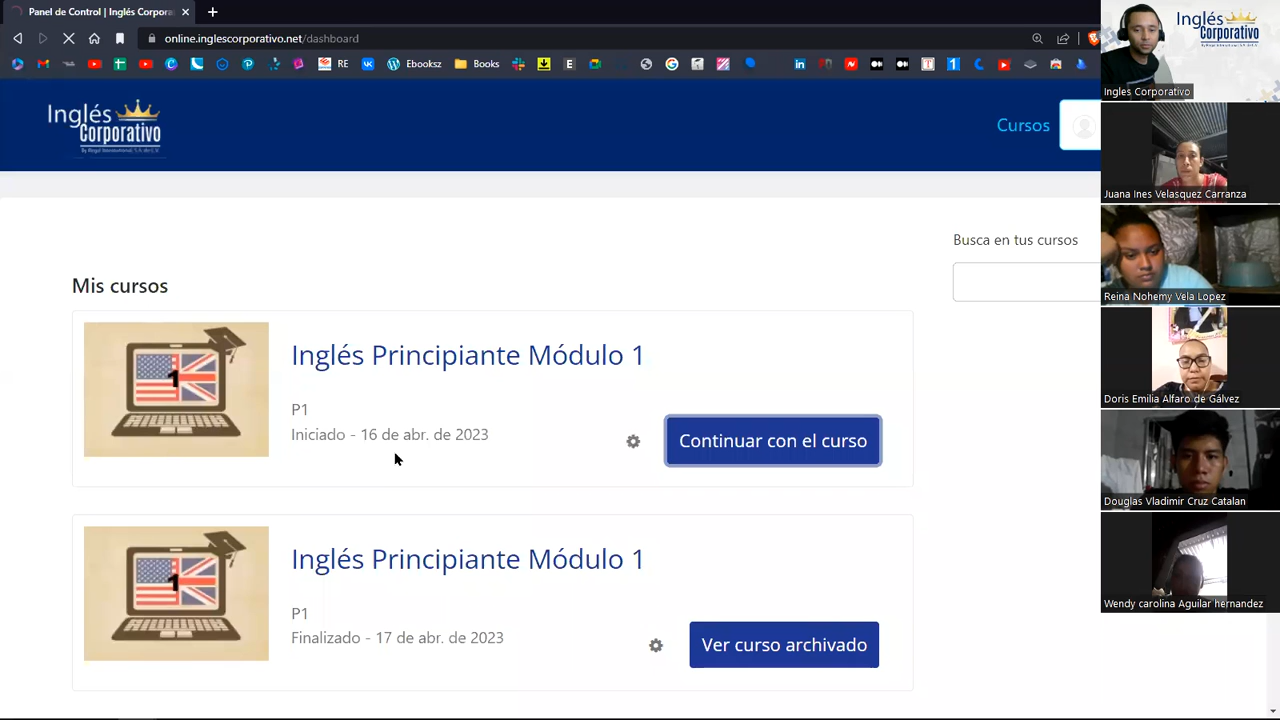 Panel de Control | Inglés Corpora
online.inglescorporativo.net/dashboard
WordPr
Books
Inglés
Corporativo
Cursos
Busca en tus cursos
Mis cursos
1
Inglés Principiante Módulo 1
P1
Iniciado - 16 de abr. de 2023
Continuar con el curso
1
Inglés Principiante Módulo 1
P1
Finalizado - 17 de abr. de 2023
Ver curso archivado
Inglés
Corporativo
Ingles Corporativo
Juana Ines Velasquez Carranza
Reina Nohemy Vela Lopez
Doris Emilia Alfaro de Gálvez
Douglas Vladimir Cruz Catalan
Wendy carolina Aguilar hernandez